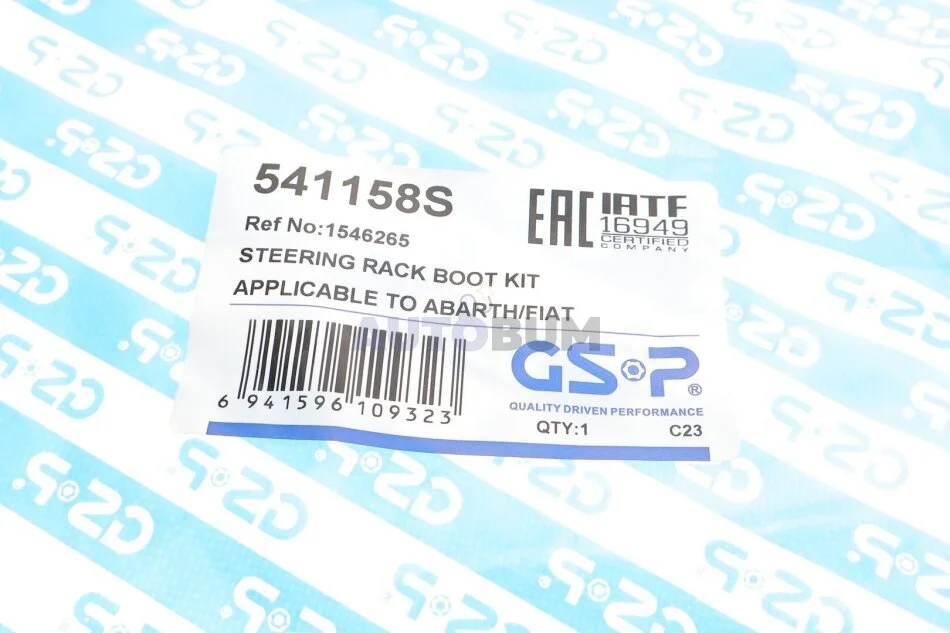 541158S
Ref No:1546265
STEERING RACK BOOT KIT
APPLICABLE TO ABARTH/FIAT
EAC
IATF
16949
CERTIFIED
COMPANY
AUTOBUM
6 941596 109323
GSP®
QUALITY DRIVEN PERFORMANCE
QTY:1 C23